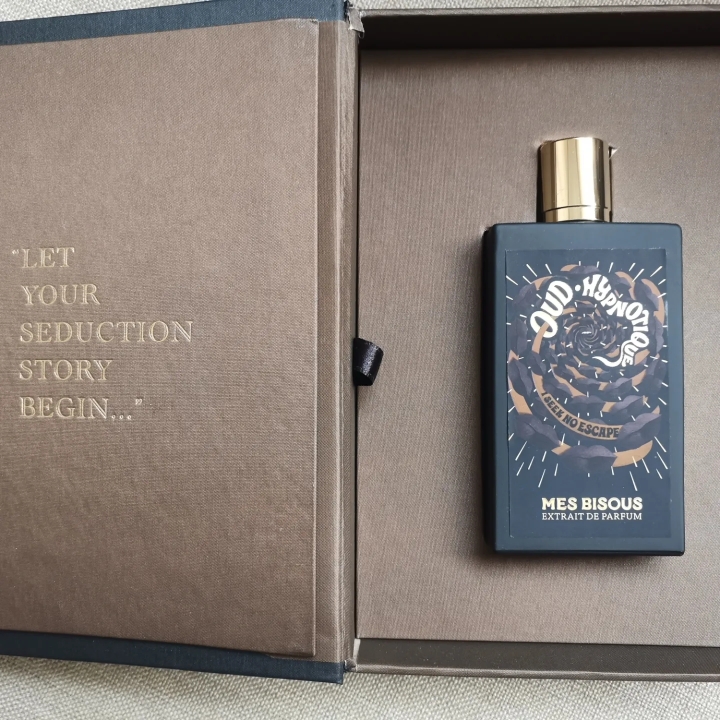 "LET
YOUR
SEDUCTION
STORY
BEGIN..."
OUD · HYPNOTIQUE
I SEEK NO ESCAPE
MES BISOUS
EXTRAIT DE PARFUM